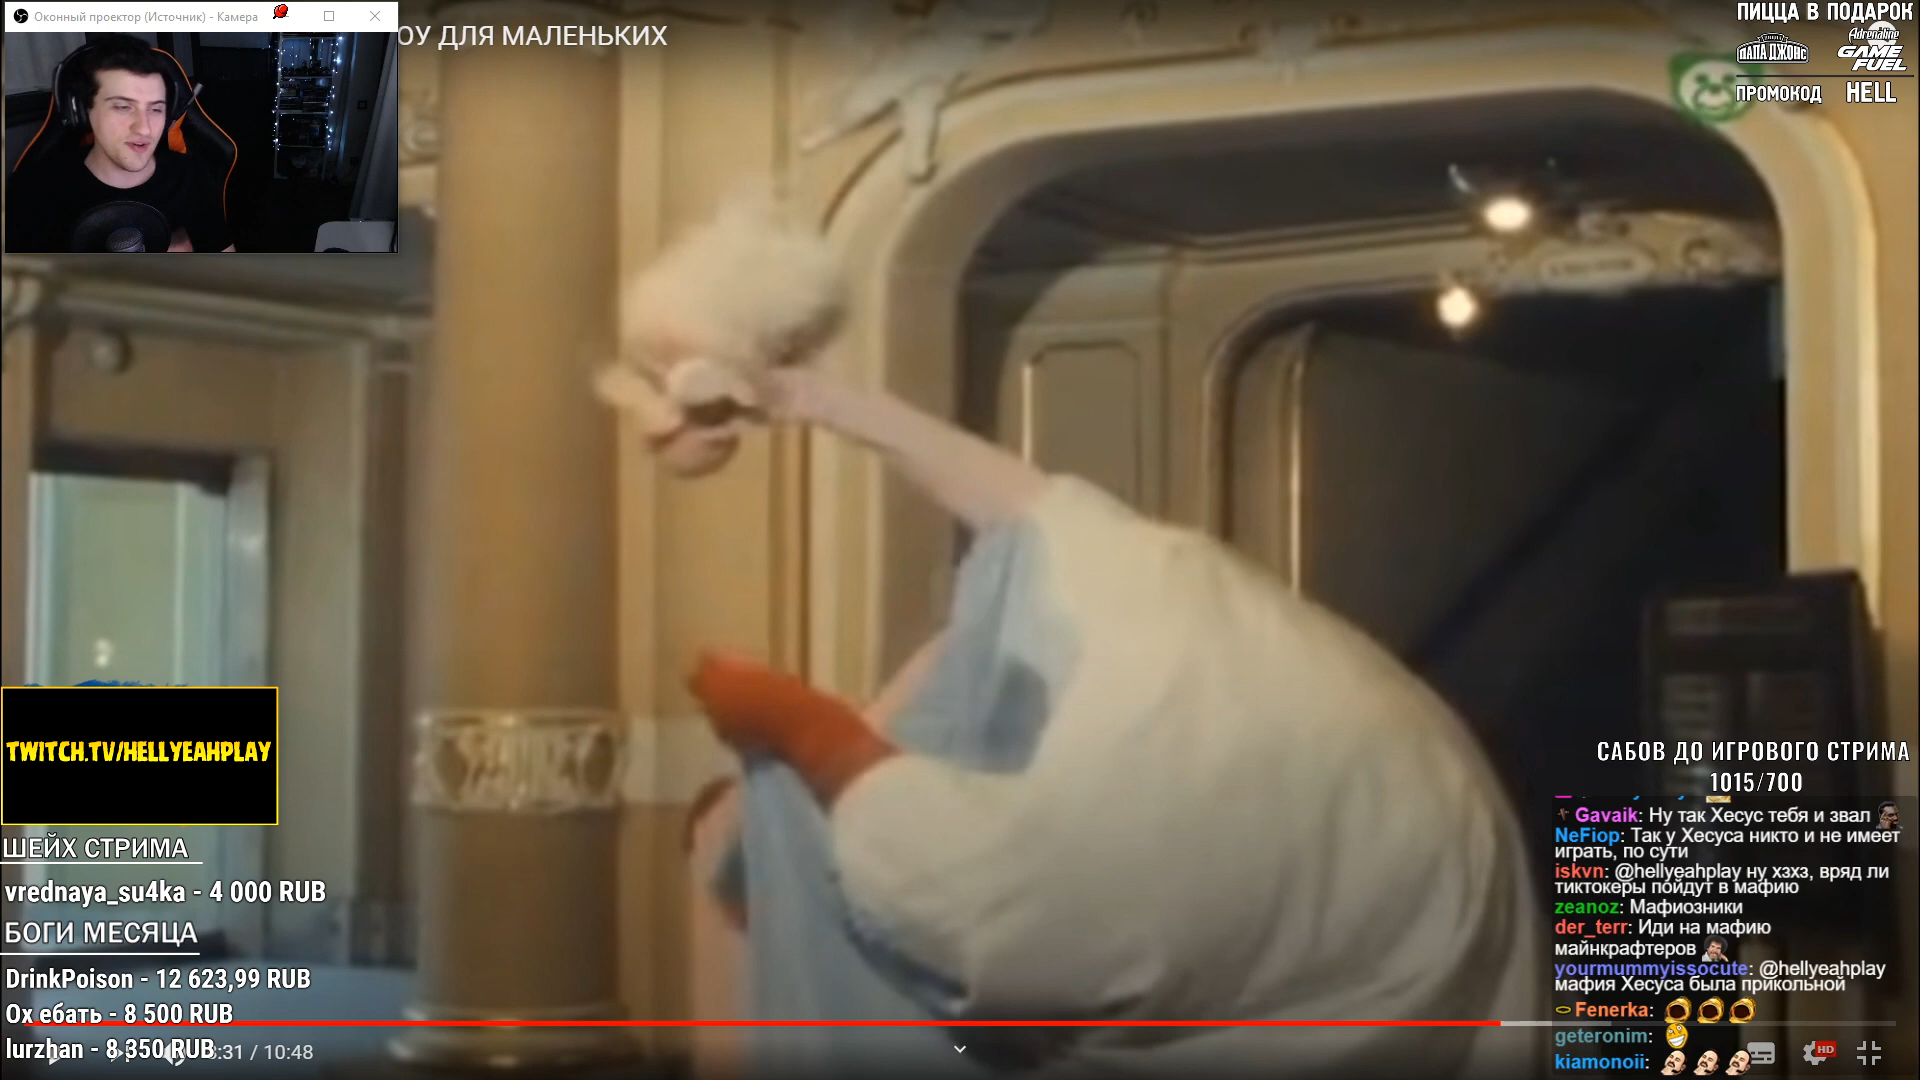 Оконный проектор (Источник) - Камера
ОУ ДЛЯ МАЛЕНЬКИХ
ПИЦЦА В ПОДАРОК
ПАПА ДЖОНС
Adrenaline
GAME
FUEL
ПРОМОКОД HELL
TWITCH.TV/HELLYEAHPLAY
ШЕЙХ СТРИМА
vrednaya_su4ka - 4 000 RUB
БОГИ МЕСЯЦА
DrinkPoison - 12 623,99 RUB
Ох ебать - 8 500 RUB
lurzhan - 8 350 RUB
:31 / 10:48
САБОВ ДО ИГРОВОГО СТРИМА
1015/700
Gavaik: Ну так Хесус тебя и звал
NeFiop: Так у Хесуса никто и не имеет
играть, по сути
iskvn: @hellyeahplay ну хзхз, вряд ли
тиктокеры пойдут в мафию
zeanoz: Мафиозники
der_terr: Иди на мафию
майнкрафтеров
yourmummyissocute: @hellyeahplay
мафия Хесуса была прикольной
Fenerka:
geteronim:
kiamonoii:
HD